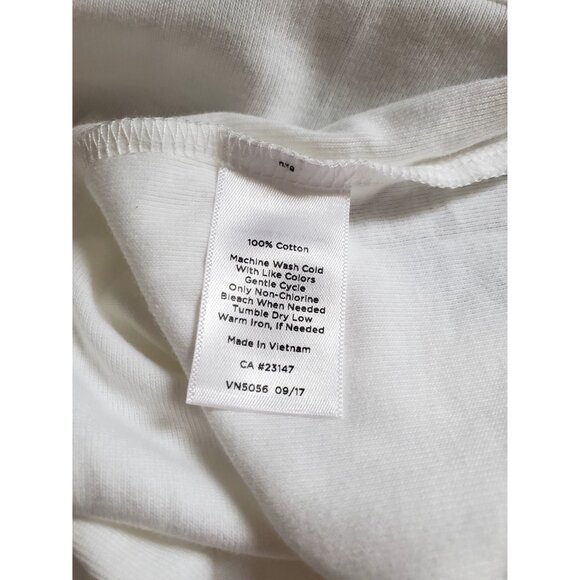 100% Cotton
Machine Wash Cold
With Like Colors
Gentle Cycle
Only Non-Chlorine
Bleach When Needed
Tumble Dry Low
Warm Iron, If Needed
Made In Vietnam
CA #23147
VN5056 09/17